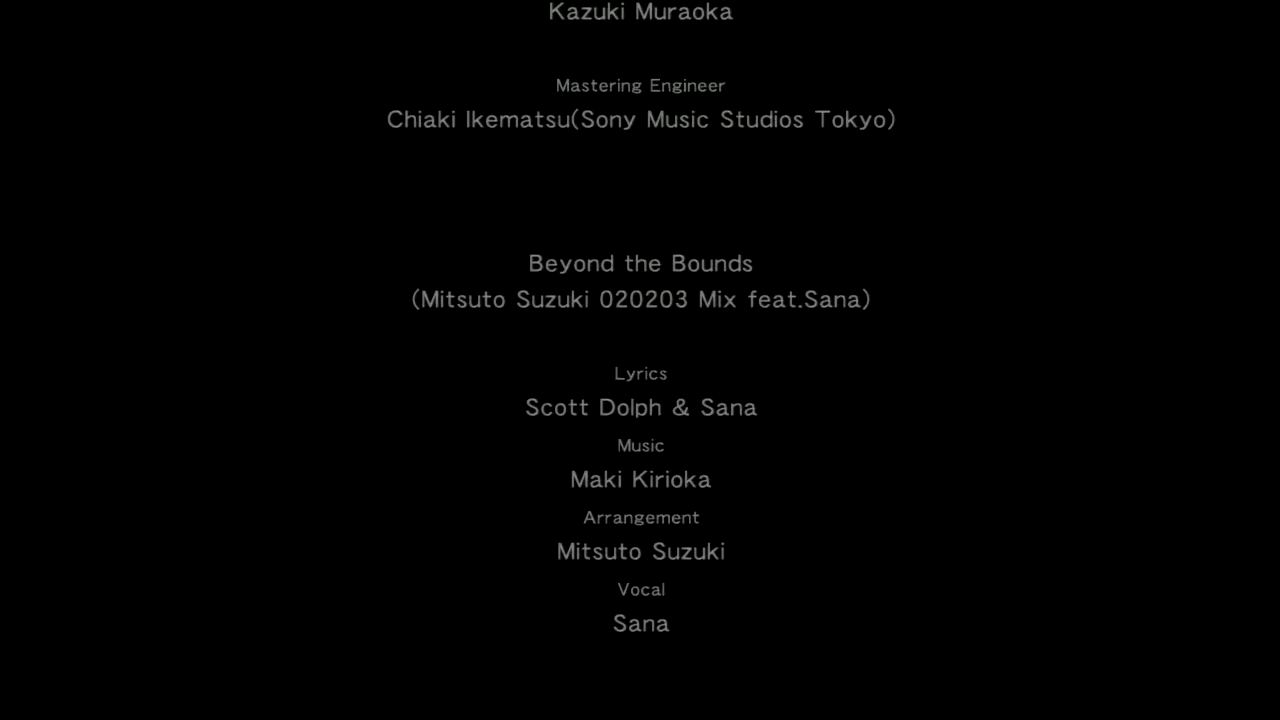 Kazuki Muraoka
Mastering Engineer
Chiaki Ikematsu(Sony Music Studios Tokyo)
Beyond the Bounds
(Mitsuto Suzuki 020203 Mix feat.Sana)
Lyrics
Scott Dolph & Sana
Music
Maki Kirioka
Arrangement
Mitsuto Suzuki
Vocal
Sana